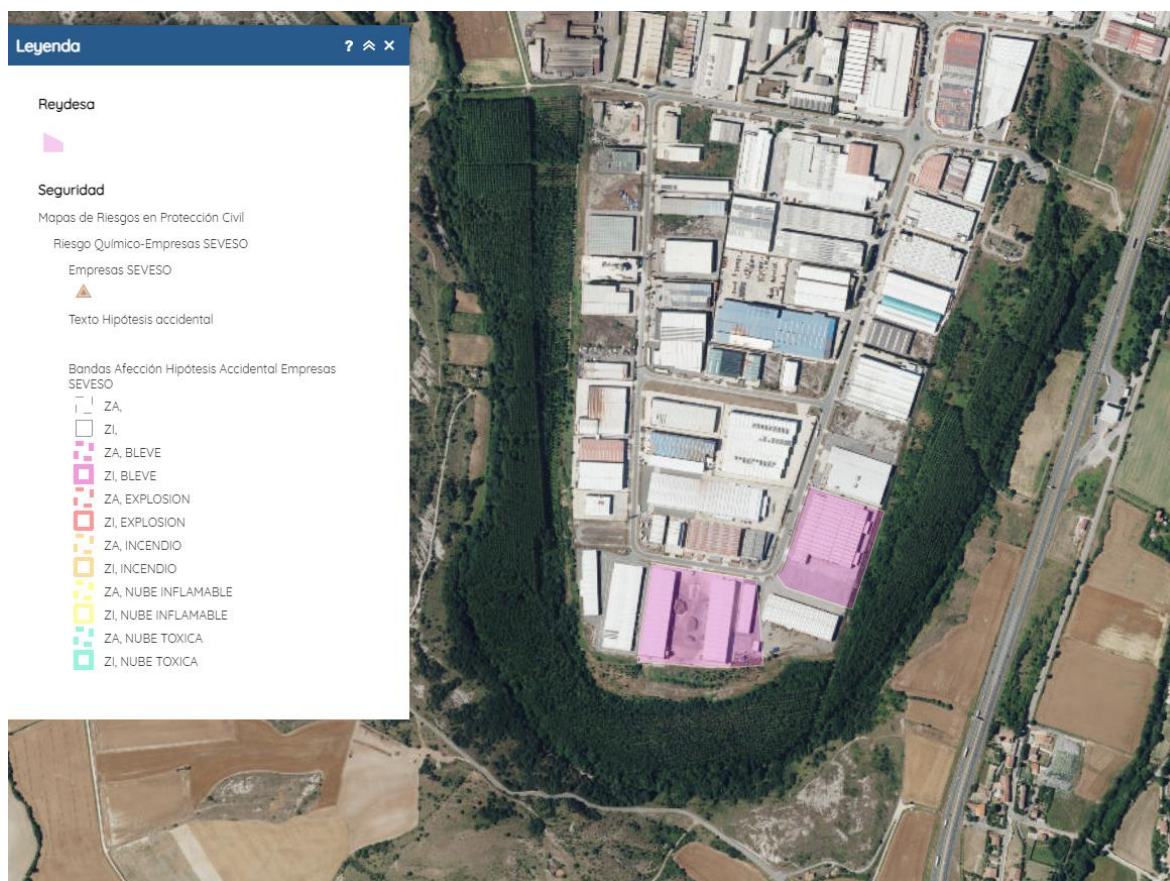 Leyenda
Reydesa
Seguridad
Mapas de Riesgos en Protección Civil
Riesgo Químico-Empresas SEVESO
Empresas SEVESO
Texto Hipótesis accidental
Bandas Afección Hipótesis Accidental Empresas
SEVESO
ZA,
ZI,
ZA, BLEVE
ZI, BLEVE
ZA, EXPLOSION
ZI, EXPLOSION
ZA, INCENDIO
ZI, INCENDIO
ZA, NUBE INFLAMABLE
ZI, NUBE INFLAMABLE
ZA, NUBE TOXICA
ZI, NUBE TOXICA